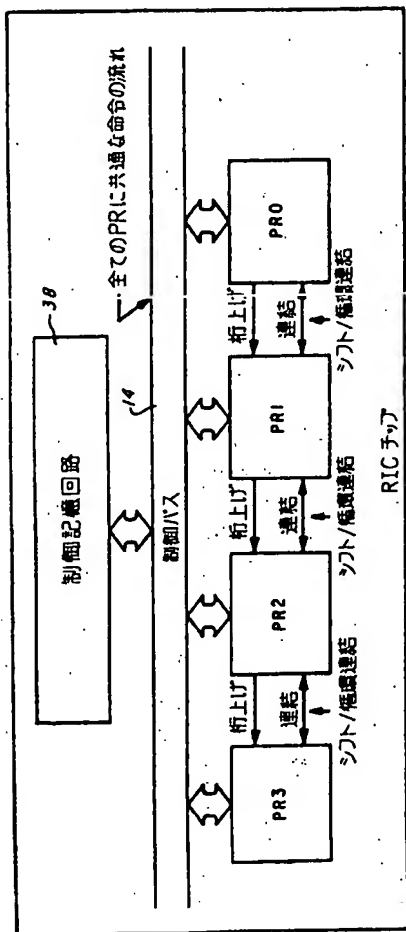 制御記憶回路
38
全てのPRに共通な命令の流れ
14
制御バス
PR3
桁上げ
連結
シフト/循環連結
PR2
桁上げ
連結
シフト/循環連結
PR1
桁上げ
連結
シフト/循環連結
PR0
RICチップ